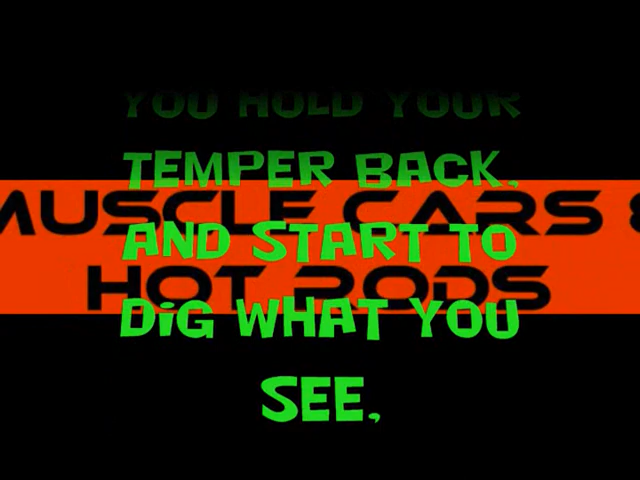 YOU HOLD YOUR
TEMPER BACK,
MUSCLE CARS &
AND START TO
HOT RODS
DiG WHAT YOU
SEE,